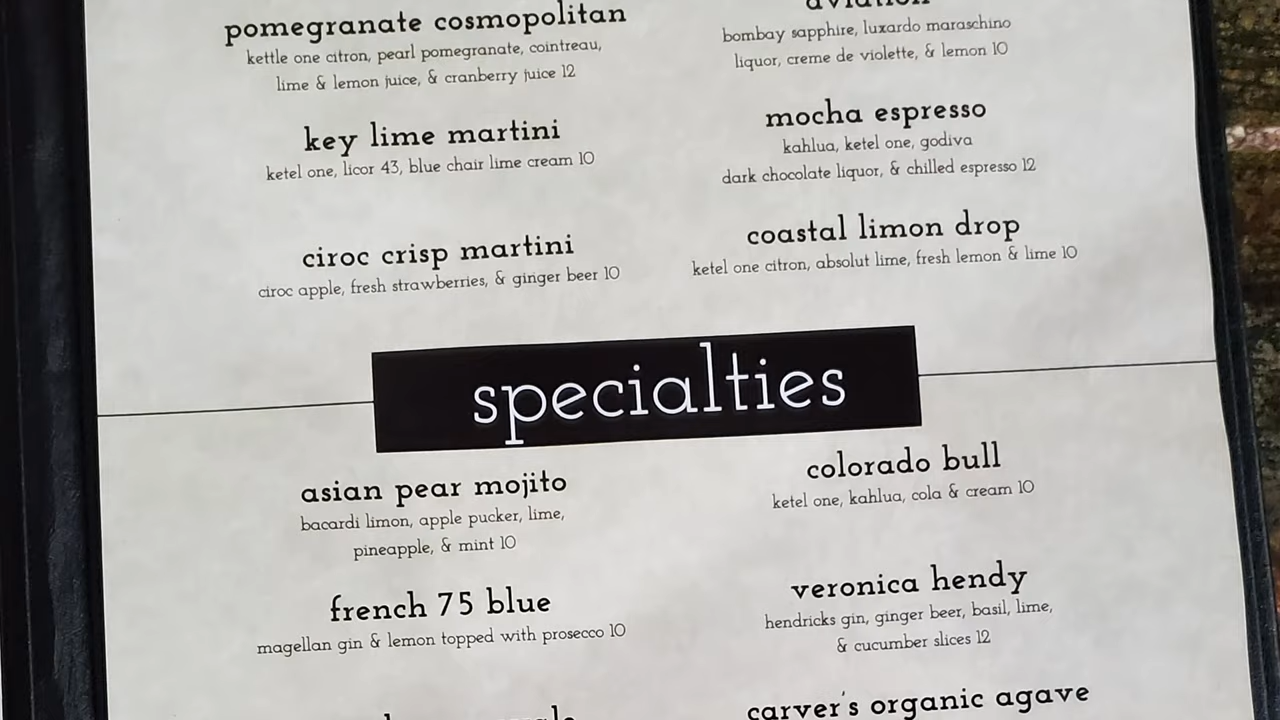 pomegranate cosmopolitan
kettle one citron, pearl pomegranate, cointreau,
lime & lemon juice, & cranberry juice 12
key lime martini
ketel one, licor 43, blue chair lime cream 10
ciroc crisp martini
ciroc apple, fresh strawberries, & ginger beer 10
aviation
bombay sapphire, luxardo maraschino
liquor, creme de violette, & lemon 10
mocha espresso
kahlua, ketel one, godiva
dark chocolate liquor, & chilled espresso 12
coastal limon drop
ketel one citron, absolut lime, fresh lemon & lime 10
specialties
asian pear mojito
bacardi limon, apple pucker, lime,
pineapple, & mint 10
french 75 blue
magellan gin & lemon topped with prosecco 10
colorado bull
ketel one, kahlua, cola & cream 10
veronica hendy
hendricks gin, ginger beer, basil, lime,
& cucumber slices 12
carver's organic agave